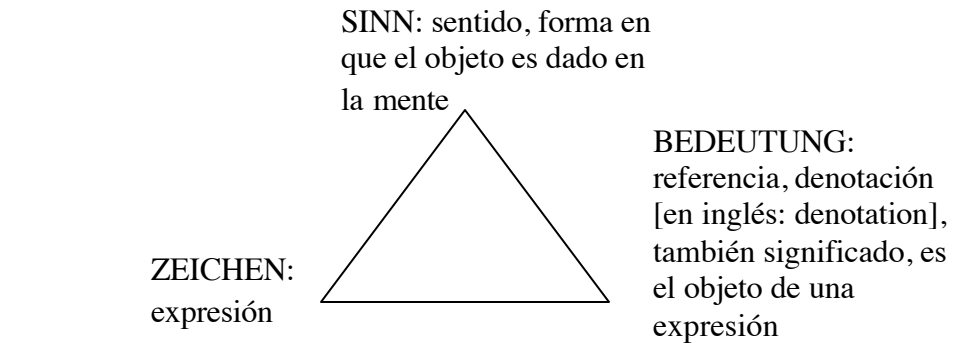 SINN: sentido, forma en
que el objeto es dado en
la mente
BEDEUTUNG:
referencia, denotación
[en inglés: denotation],
también significado, es
el objeto de una
expresión
ZEICHEN:
expresión